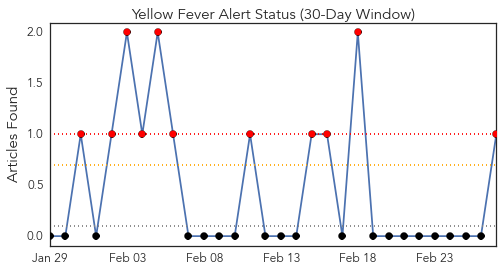 Yellow Fever Alert Status (30-Day Window)
Articles Found
2.0
1.5
1.0
0.5
0.0
Jan 29 Feb 03 Feb 08 Feb 13 Feb 18 Feb 23